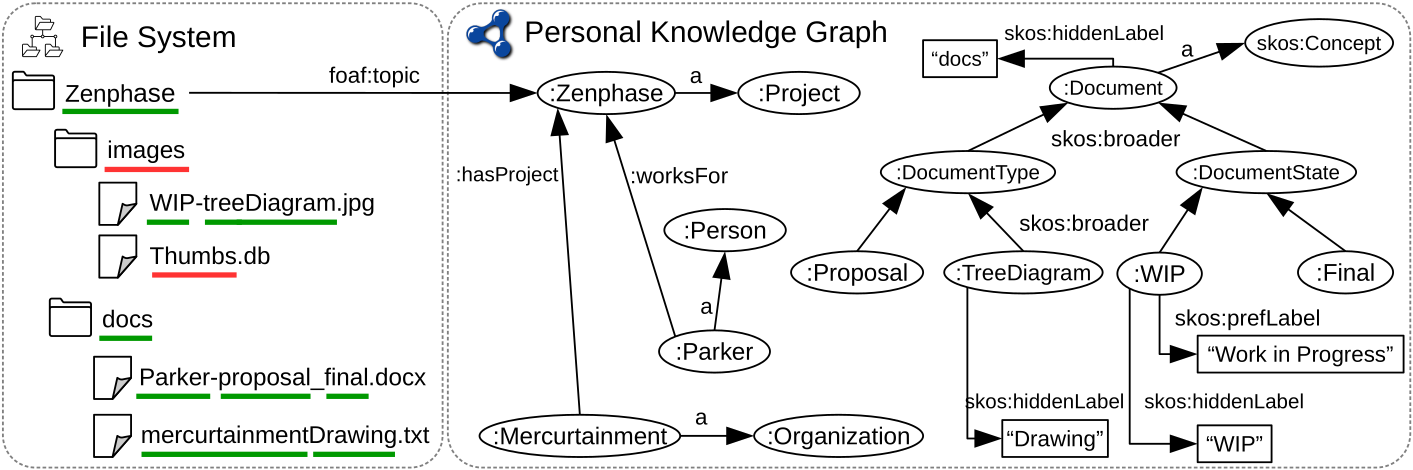 File System
Zenphase
images
WIP-treeDiagram.jpg
Thumbs.db
docs
Parker-proposal_final.docx
mercurtainmentDrawing.txt
foaf:topic
Personal Knowledge Graph
:Zenphase
a
:Project
:hasProject
:worksFor
:Person
a
:Parker
:Mercurtainment
a
:Organization
skos:hiddenLabel
“docs”
a
skos:Concept
:Document
skos:broader
:DocumentType
:DocumentState
skos:broader
:Proposal
:TreeDiagram
:WIP
:Final
skos:prefLabel
“Work in Progress”
skos:hiddenLabel
skos:hiddenLabel
“Drawing”
“WIP”